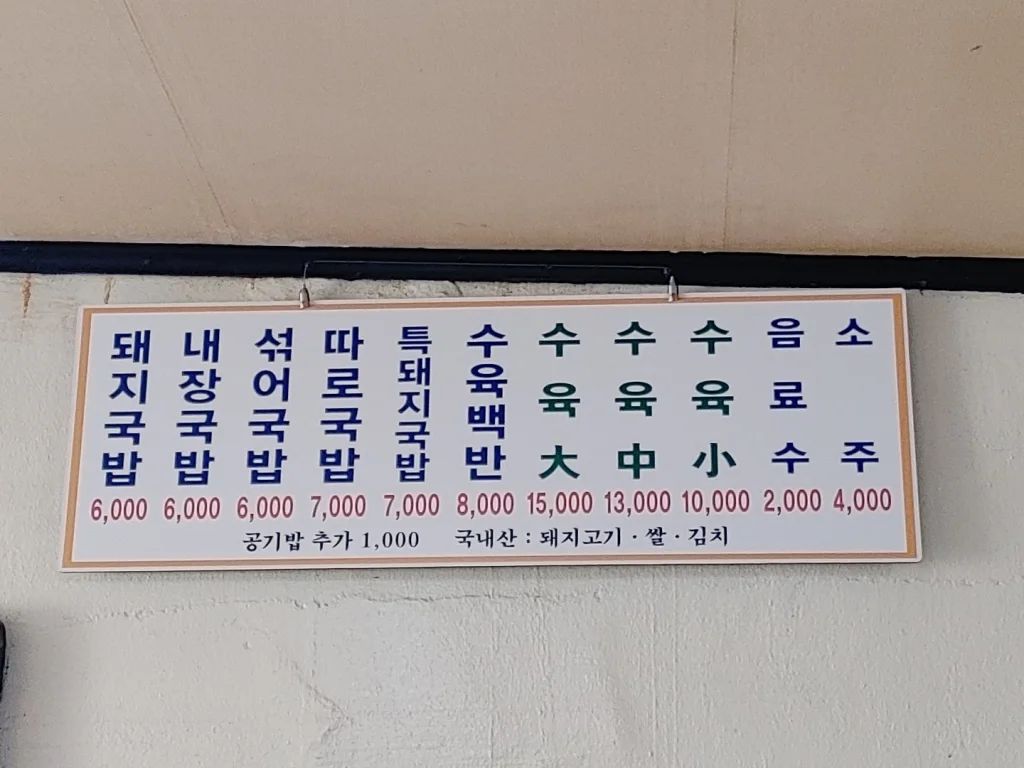 돼지국밥 6,000
내장국밥 6,000
섞어국밥 6,000
따로국밥 7,000
특돼지국밥 7,000
수육백반 8,000
수육大 15,000
수육中 13,000
수육小 10,000
음료수 2,000
소주 4,000
공기밥 추가 1,000 국내산 : 돼지고기 · 쌀 · 김치